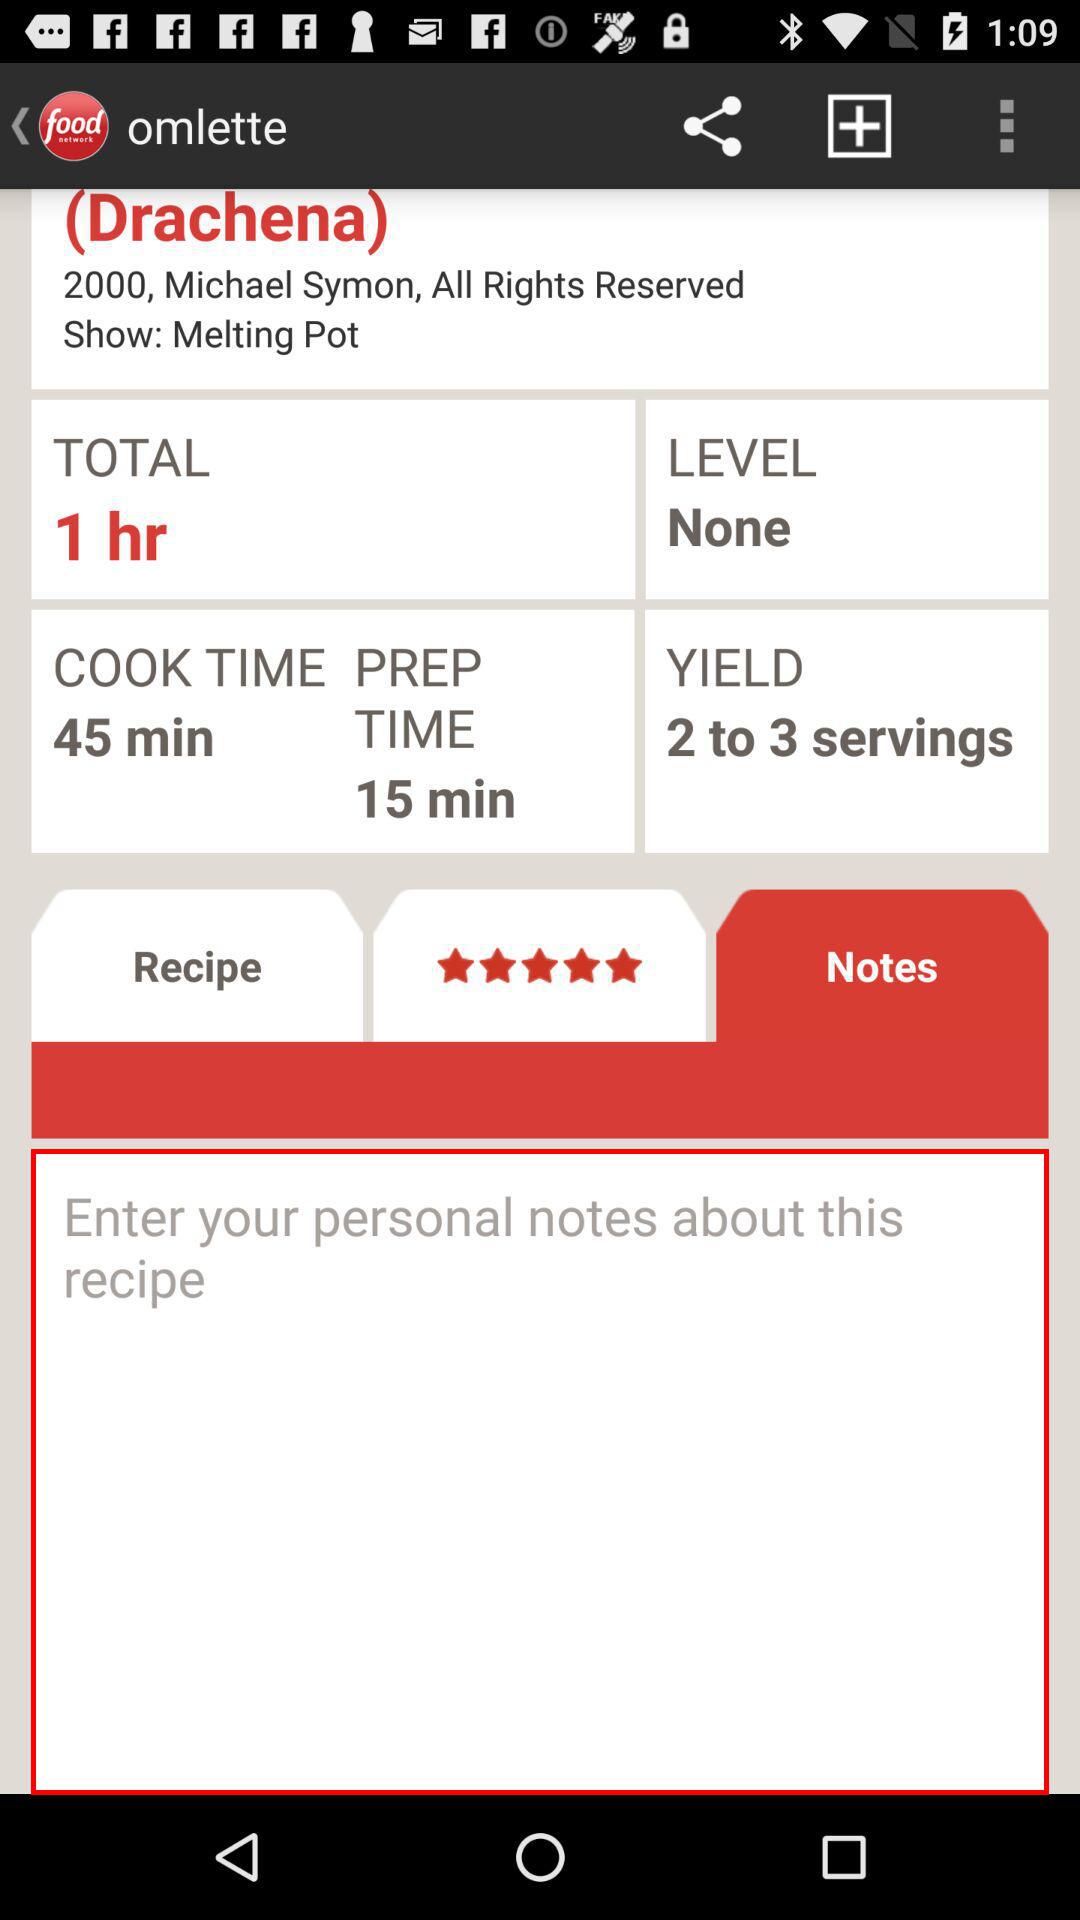 FAKE
1:09
food
network
omlette
(Drachena)
2000, Michael Symon, All Rights Reserved
Show: Melting Pot
TOTAL
1 hr
LEVEL
None
COOK TIME
45 min
PREP
TIME
15 min
YIELD
2 to 3 servings
Recipe
Notes
Enter your personal notes about this
recipe